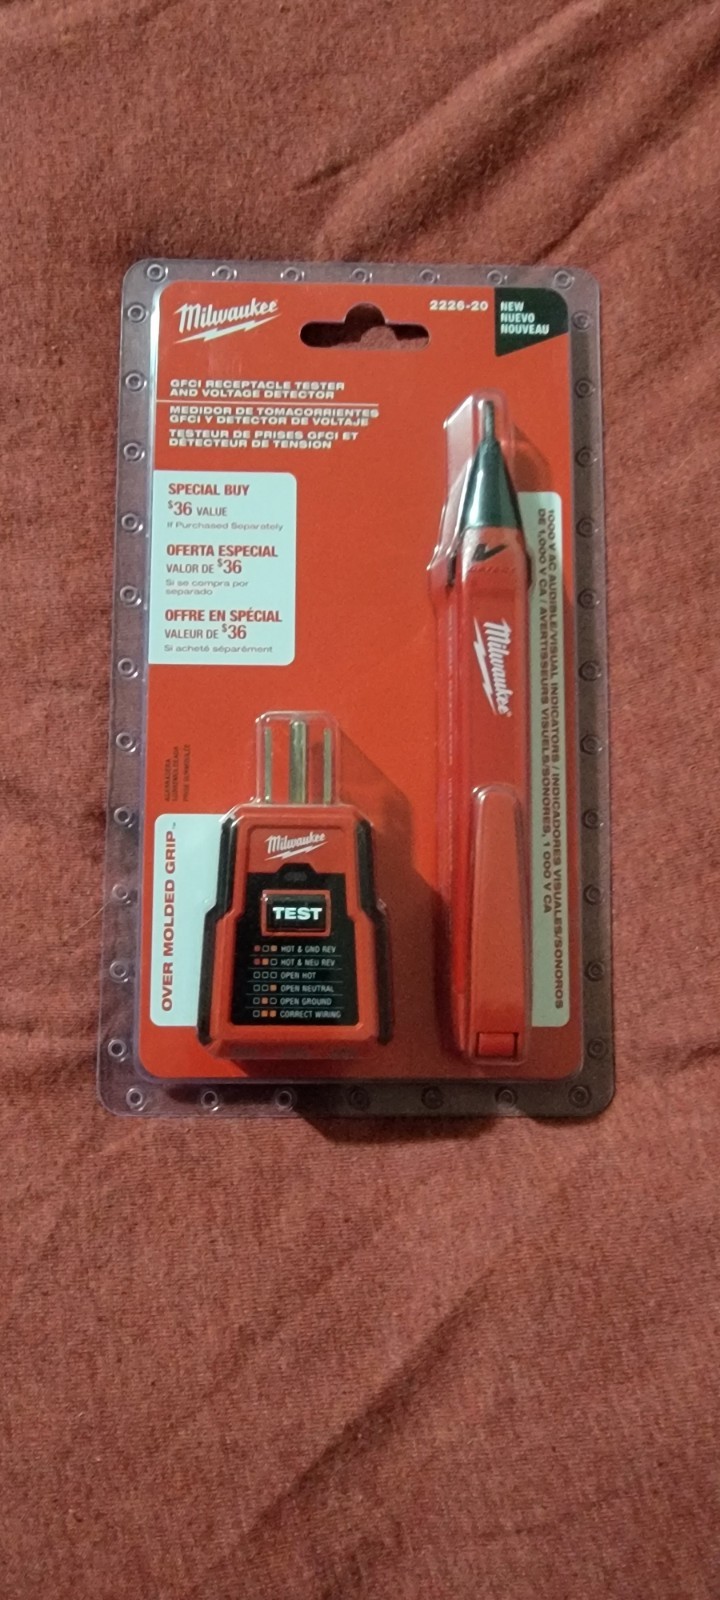 Milwaukee
2226-20
NEW
NUEVO
NOUVEAU
GFCI RECEPTACLE TESTER
AND VOLTAGE DETECTOR
MEDIDOR DE TOMACORRIENTES
GFCI Y DETECTOR DE VOLTAJE
TESTEUR DE PRISES GFCI ET
DÉTECTEUR DE TENSION
SPECIAL BUY
$36 VALUE
If Purchased Separately
OFERTA ESPECIAL
VALOR DE $36
Si se compra por
separado
OFFRE EN SPÉCIAL
VALEUR DE $36
Si acheté séparément
1000 V AC AUDIBLE/VISUAL INDICATORS / INDICADORES VISUALES/SONOROS
DE 1,000 V CA / AVERTISSEURS VISUELS/SONORES, 1 000 V CA
Milwaukee
OVER MOLDED GRIP™
Milwaukee
TEST
HOT & GND REV
HOT & NEU REV
OPEN HOT
OPEN NEUTRAL
OPEN GROUND
CORRECT WIRING